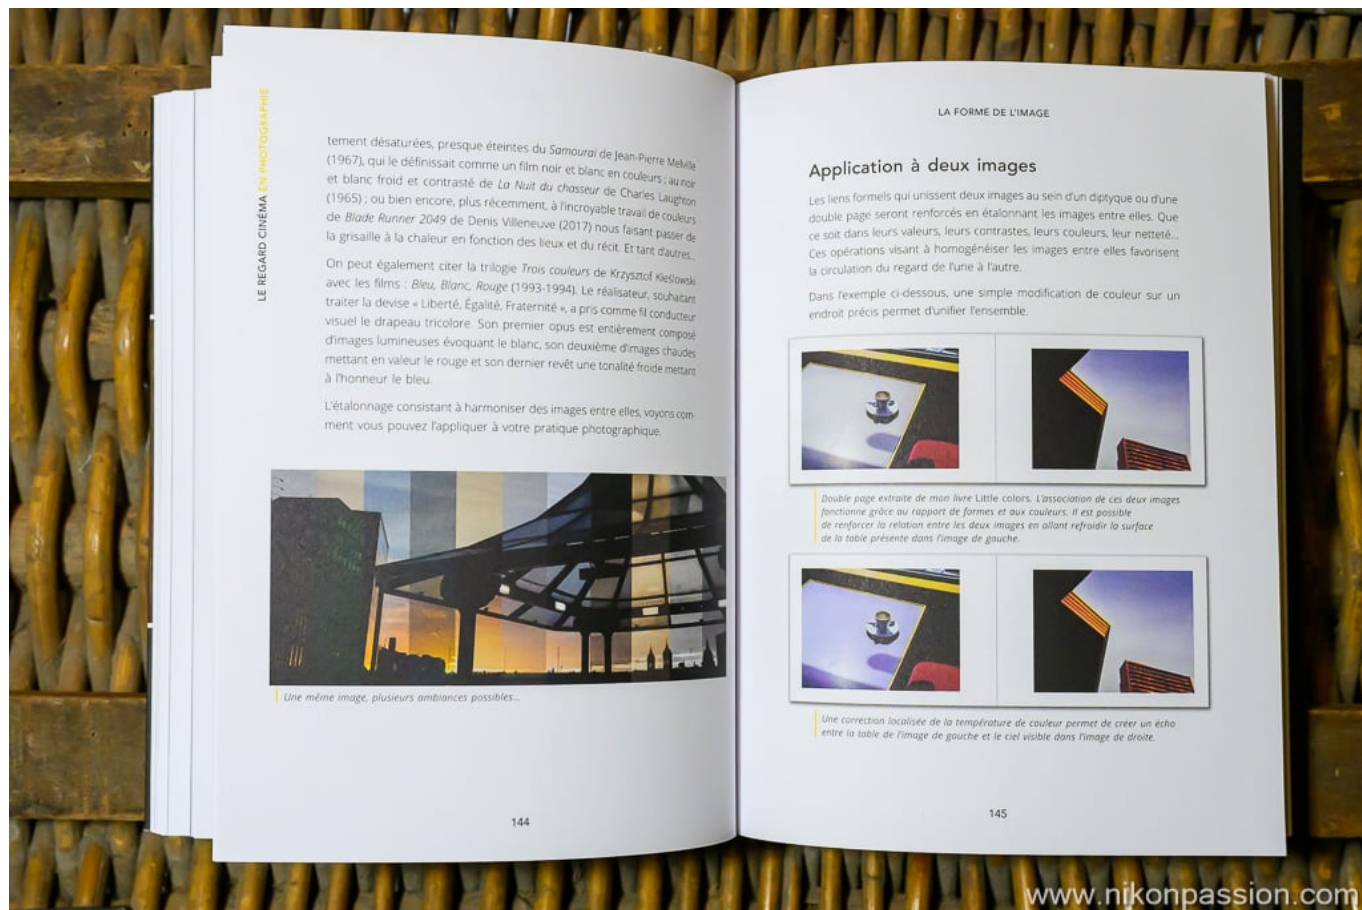 LE REGARD CINÉMA EN PHOTOGRAPHIE
tement désaturées, presque éteintes du Samouraï de Jean-Pierre Melville
(1967), qui le définissait comme un film noir et blanc en couleurs ; au noir
et blanc froid et contrasté de La Nuit du chasseur de Charles Laughton
(1965) ; ou bien encore, plus récemment, à l'incroyable travail de couleurs
de Blade Runner 2049 de Denis Villeneuve (2017) nous faisant passer de
la grisaille à la chaleur en fonction des lieux et du récit. Et tant d'autres...
On peut également citer la trilogie Trois couleurs de Krzysztof Kieślowski
avec les films : Bleu, Blanc, Rouge (1993-1994). Le réalisateur, souhaitant
traiter la devise « Liberté, Égalité, Fraternité », a pris comme fil conducteur
visuel le drapeau tricolore. Son premier opus est entièrement composé
d'images lumineuses évoquant le blanc, son deuxième d'images chaudes
mettant en valeur le rouge et son dernier revêt une tonalité froide mettant
à l'honneur le bleu.
L'étalonnage consistant à harmoniser des images entre elles, voyons com-
ment vous pouvez l'appliquer à votre pratique photographique.
Une même image, plusieurs ambiances possibles...
144
LA FORME DE L'IMAGE
Application à deux images
Les liens formels qui unissent deux images au sein d'un diptyque ou d'une
double page seront renforcés en étalonnant les images entre elles. Que
ce soit dans leurs valeurs, leurs contrastes, leurs couleurs, leur netteté...
Ces opérations visant à homogénéiser les images entre elles favorisent
la circulation du regard de l'une à l'autre.
Dans l'exemple ci-dessous, une simple modification de couleur sur un
endroit précis permet d'unifier l'ensemble.
Double page extraite de mon livre Little colors. L'association de ces deux images
fonctionne grâce au rapport de formes et aux couleurs. Il est possible
de renforcer la relation entre les deux images en allant refroidir la surface
de la table présente dans l'image de gauche.
Une correction localisée de la température de couleur permet de créer un écho
entre la table de l'image de gauche et le ciel visible dans l'image de droite.
145
www.nikonpassion.com